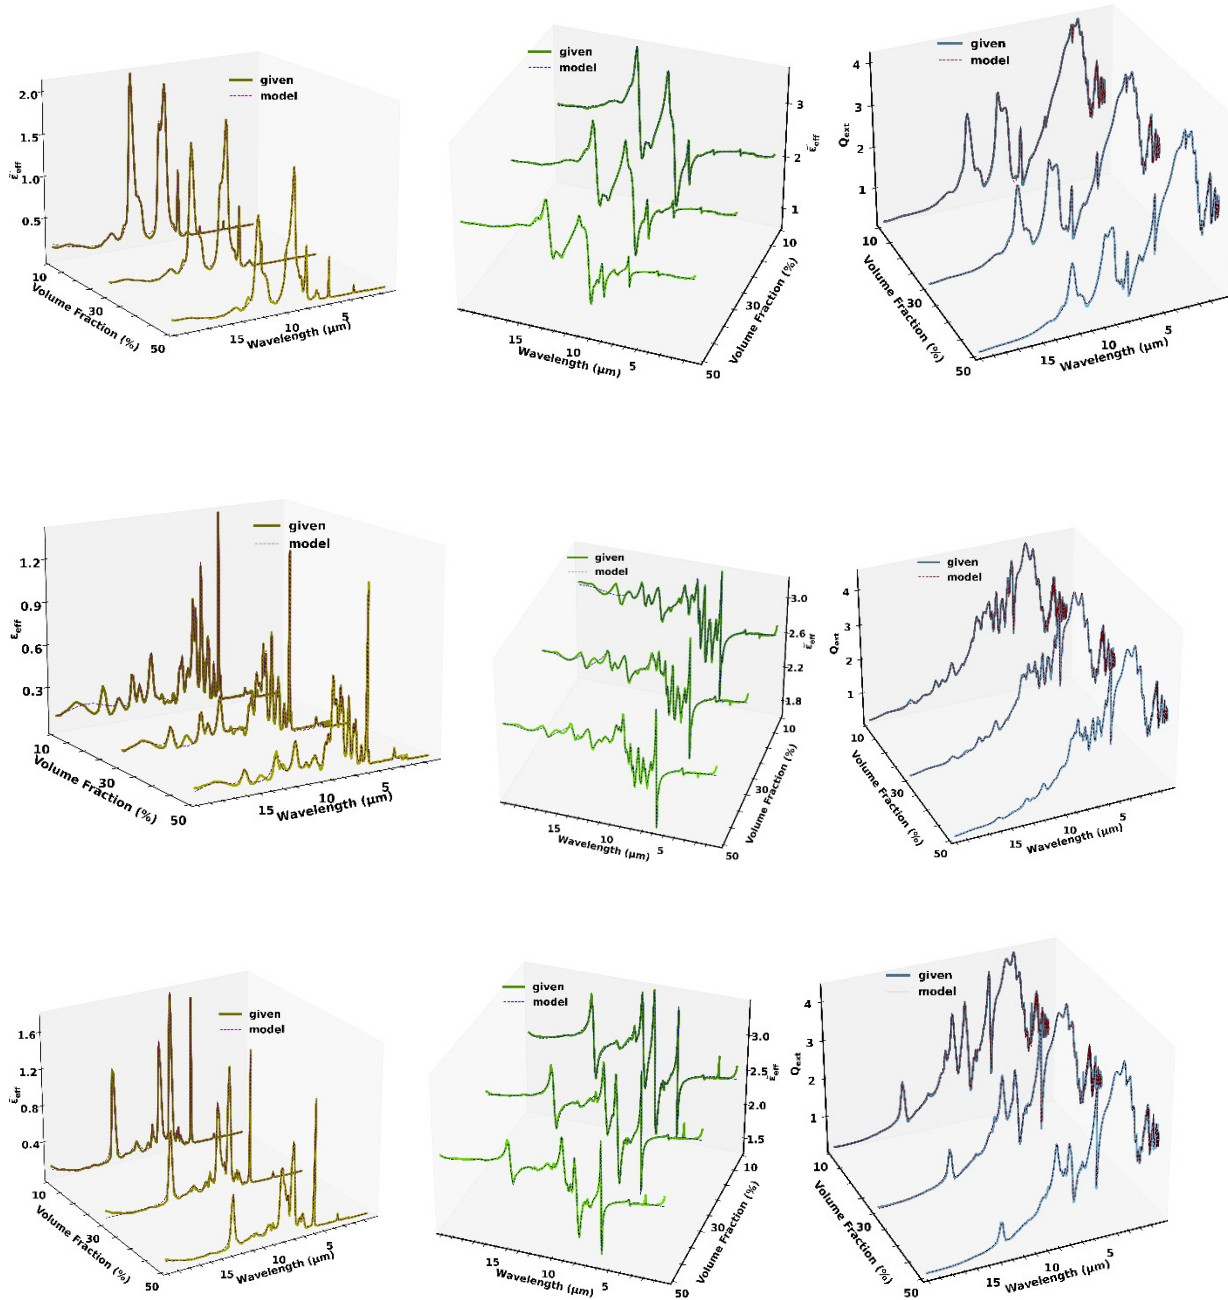 given
model
2.0
1.5
1.0
0.5
ε̃eff
10
30
50
Volume Fraction (%)
15
10
5
Wavelength (μm)
given
model
3
2
1
ε̃eff
10
30
50
Volume Fraction (%)
15
10
5
Wavelength (μm)
given
model
4
3
2
1
Qext
10
30
50
Volume Fraction (%)
15
10
5
Wavelength (μm)
given
model
1.2
0.9
0.6
0.3
ε̃eff
10
30
50
Volume Fraction (%)
15
10
5
Wavelength (μm)
given
model
3.0
2.6
2.2
1.8
ε̃eff
10
30
50
Volume Fraction (%)
15
10
5
Wavelength (μm)
given
model
4
3
2
1
Qext
10
30
50
Volume Fraction (%)
15
10
5
Wavelength (μm)
given
model
1.6
1.2
0.8
0.4
ε̃eff
10
30
50
Volume Fraction (%)
15
10
5
Wavelength (μm)
given
model
3.0
2.5
2.0
1.5
ε̃eff
10
30
50
Volume Fraction (%)
15
10
5
Wavelength (μm)
given
model
4
3
2
1
Qext
10
30
50
Volume Fraction (%)
15
10
5
Wavelength (μm)